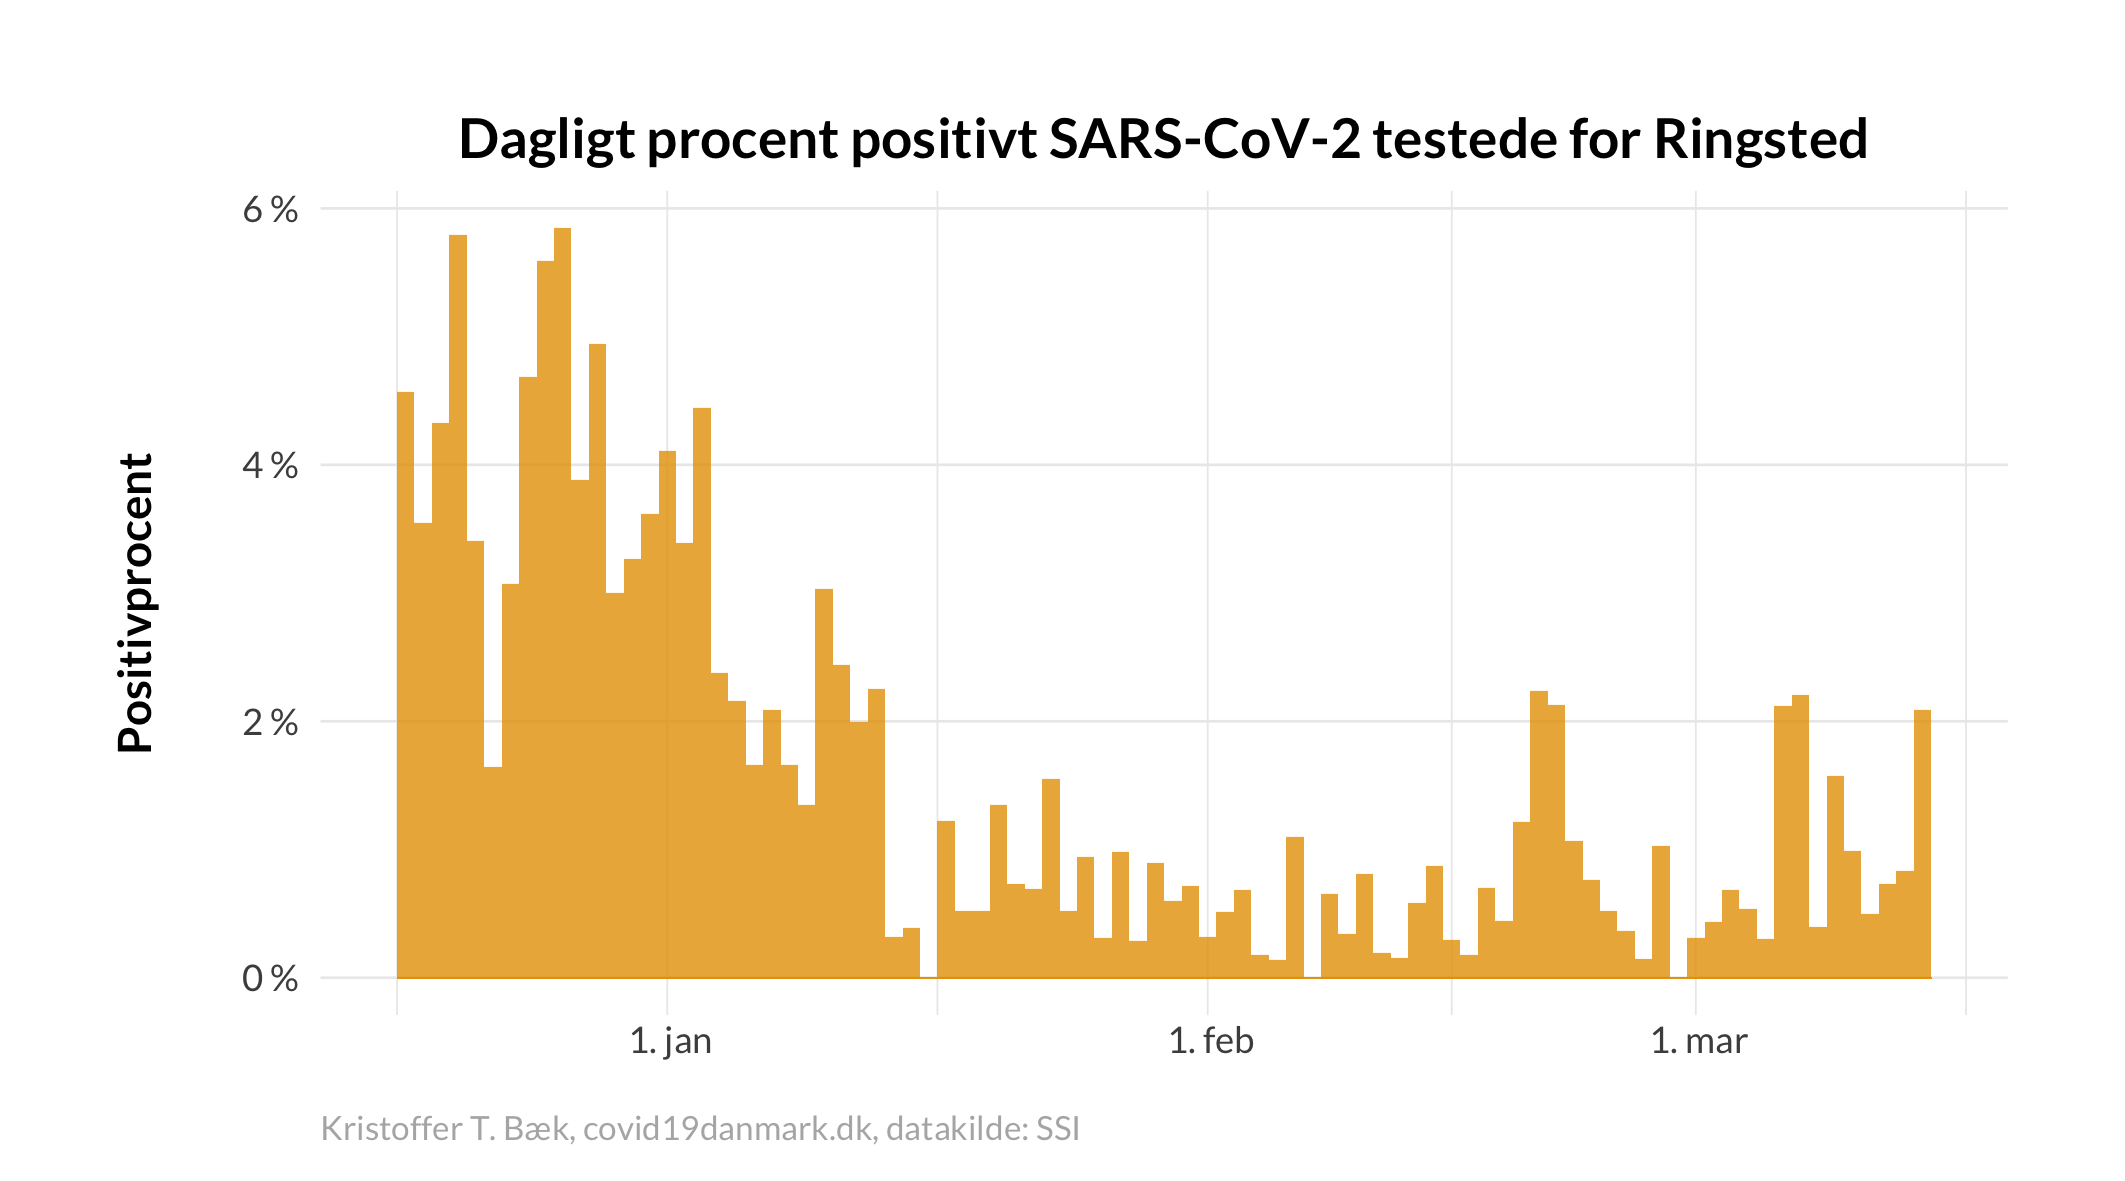 Dagligt procent positivt SARS-CoV-2 testede for Ringsted
Positivprocent
6 %
4 %
2 %
0 %
1. jan
1. feb
1. mar
Kristoffer T. Bæk, covid19danmark.dk, datakilde: SSI